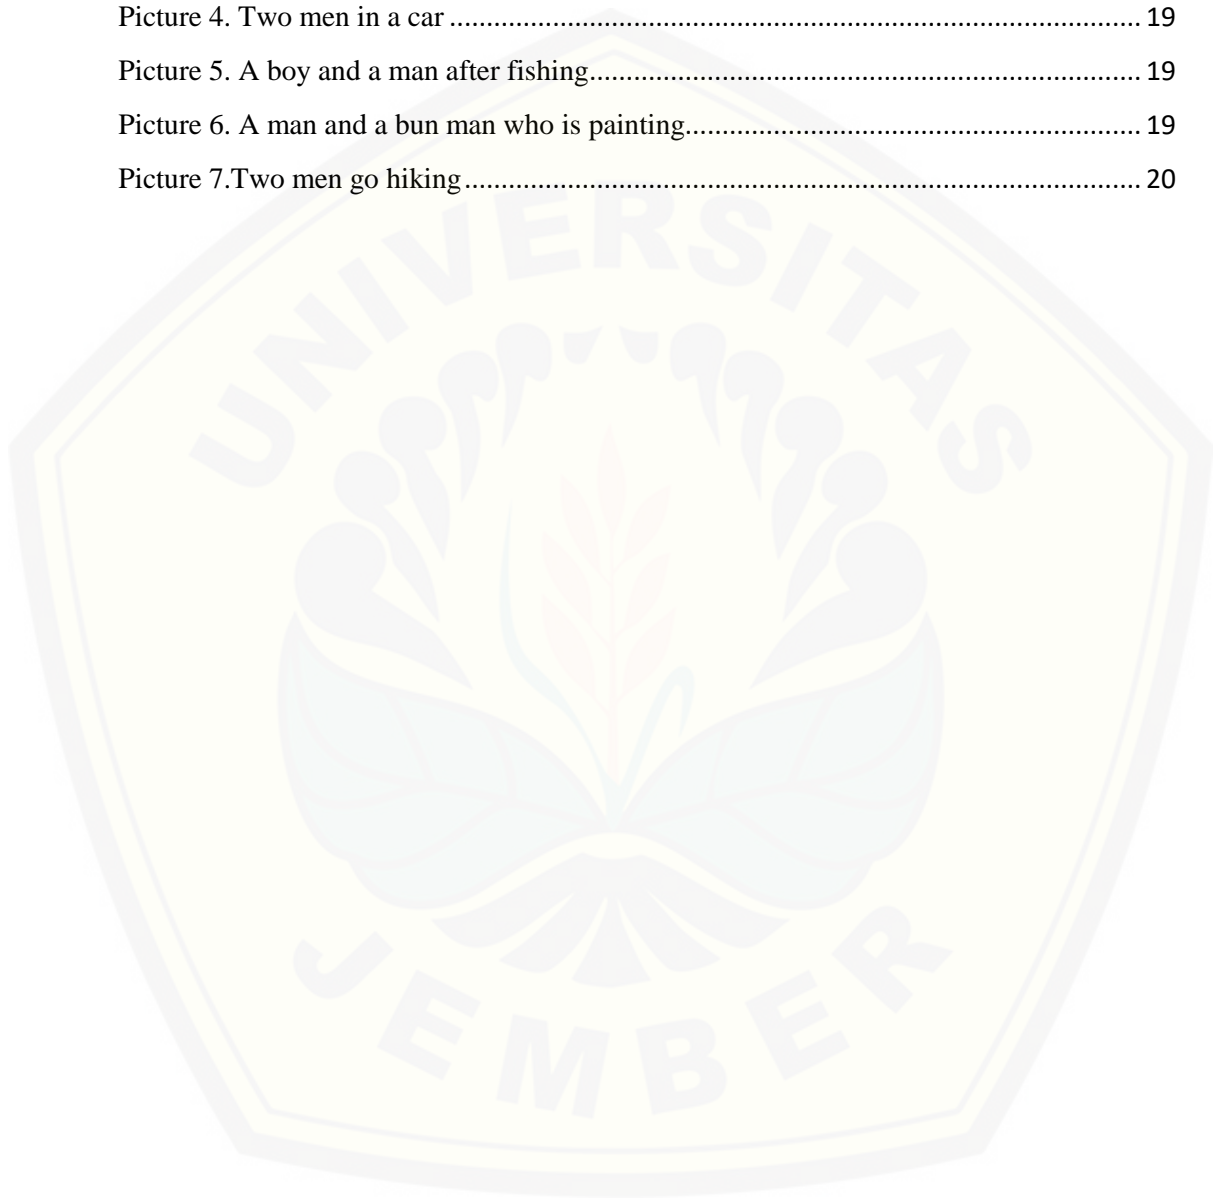 Picture 4. Two men in a car ........................................................................................... 19
Picture 5. A boy and a man after fishing........................................................................ 19
Picture 6. A man and a bun man who is painting........................................................... 19
Picture 7.Two men go hiking......................................................................................... 20
UNIVERSITAS
JEMBER